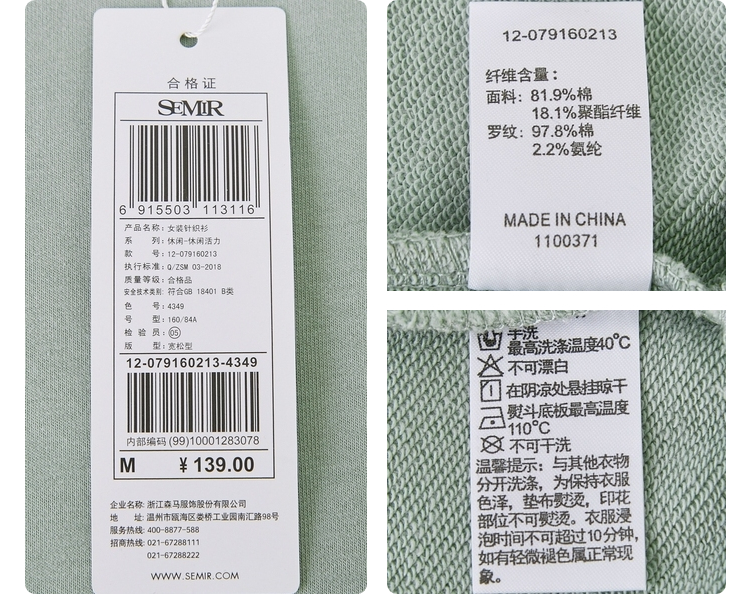 合格证
SEMIR
6 915503 113116
产品名称: 女装针织衫
系 列: 休闲-休闲活力
款 号: 12-079160213
执行标准: Q/ZSM 03-2018
质量等级: 合格品
安全技术类别: 符合GB 18401 B类
色 号: 4349
号 型: 160/84A
检 验 员: 05
版 型: 宽松型
12-079160213-4349
内部编码 (99)10001283078
M ¥139.00
企业名称: 浙江森马服饰股份有限公司
地 址: 温州市瓯海区娄桥工业园南汇路98号
服务热线: 400-8877-588
招商热线: 021-67288111
021-67288222
WWW.SEMIR.COM
12-079160213
纤维含量:
面料: 81.9%棉
18.1%聚酯纤维
罗纹: 97.8%棉
2.2%氨纶
MADE IN CHINA
1100371
手洗
最高洗涤温度40℃
不可漂白
在阴凉处悬挂晾干
熨斗底板最高温度
110℃
不可干洗
温馨提示: 与其他衣物
分开洗涤, 为保持衣服
色泽, 垫布熨烫, 印花
部位不可熨烫。衣服浸
泡时间不可超过10分钟,
如有轻微褪色属正常现
象。